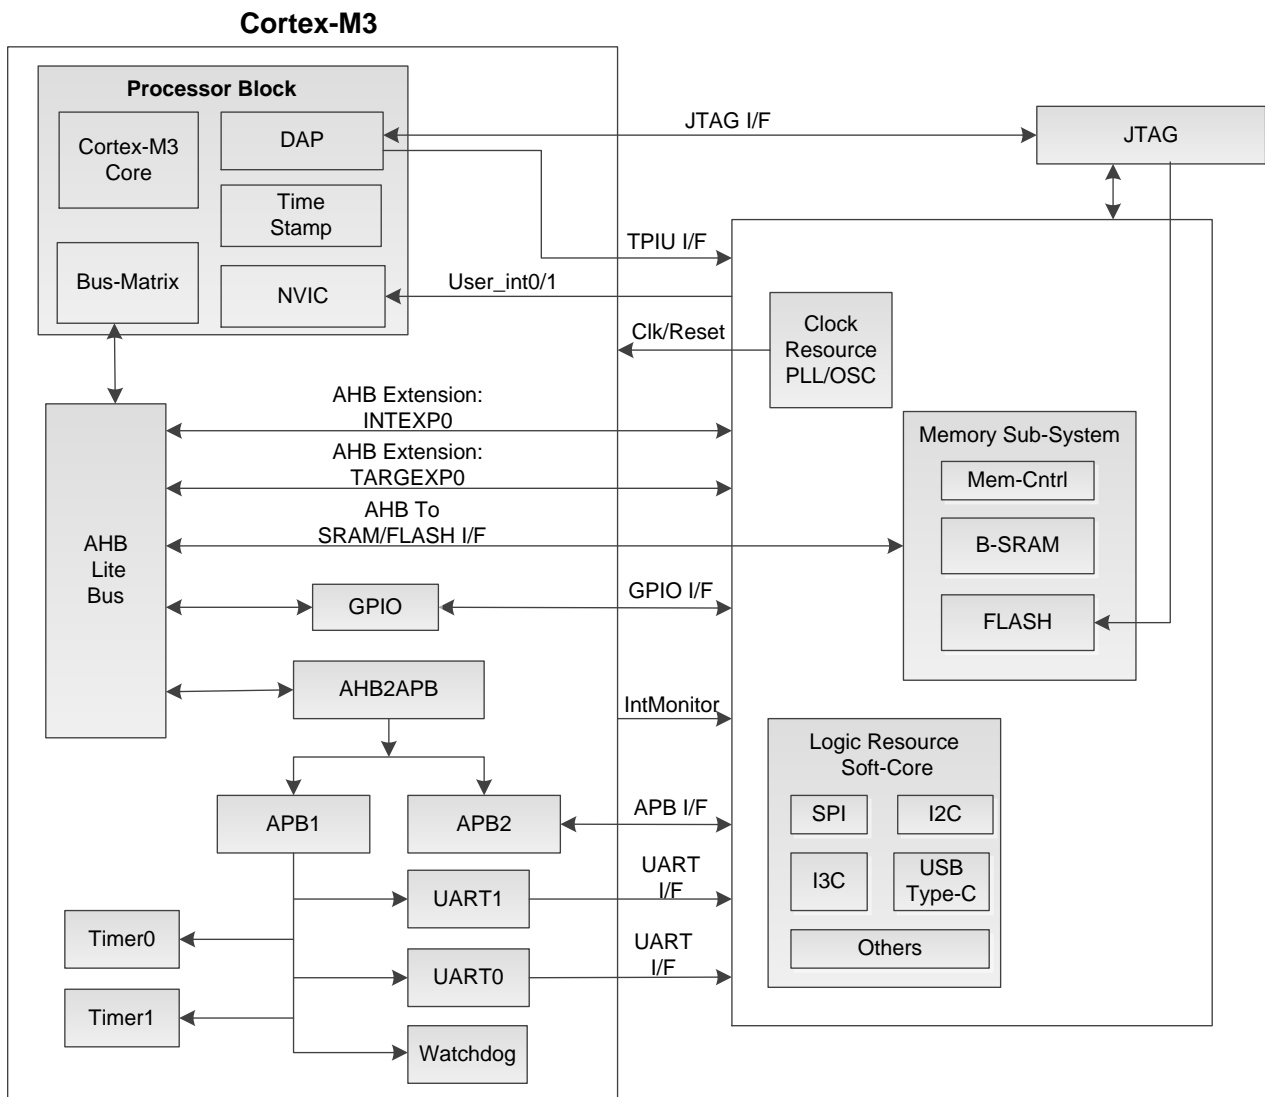 Cortex-M3
Processor Block
Cortex-M3
Core
DAP
Time
Stamp
Bus-Matrix
NVIC
JTAG I/F
JTAG
TPIU I/F
User_int0/1
Clk/Reset
Clock
Resource
PLL/OSC
AHB Extension:
INTEXP0
AHB Extension:
TARGEXP0
AHB To
SRAM/FLASH I/F
AHB
Lite
Bus
Memory Sub-System
Mem-Cntrl
B-SRAM
FLASH
GPIO
GPIO I/F
AHB2APB
IntMonitor
Logic Resource
Soft-Core
SPI
I2C
I3C
USB
Type-C
Others
APB1
APB2
APB I/F
UART
I/F
UART1
Timer0
UART
I/F
UART0
Timer1
Watchdog